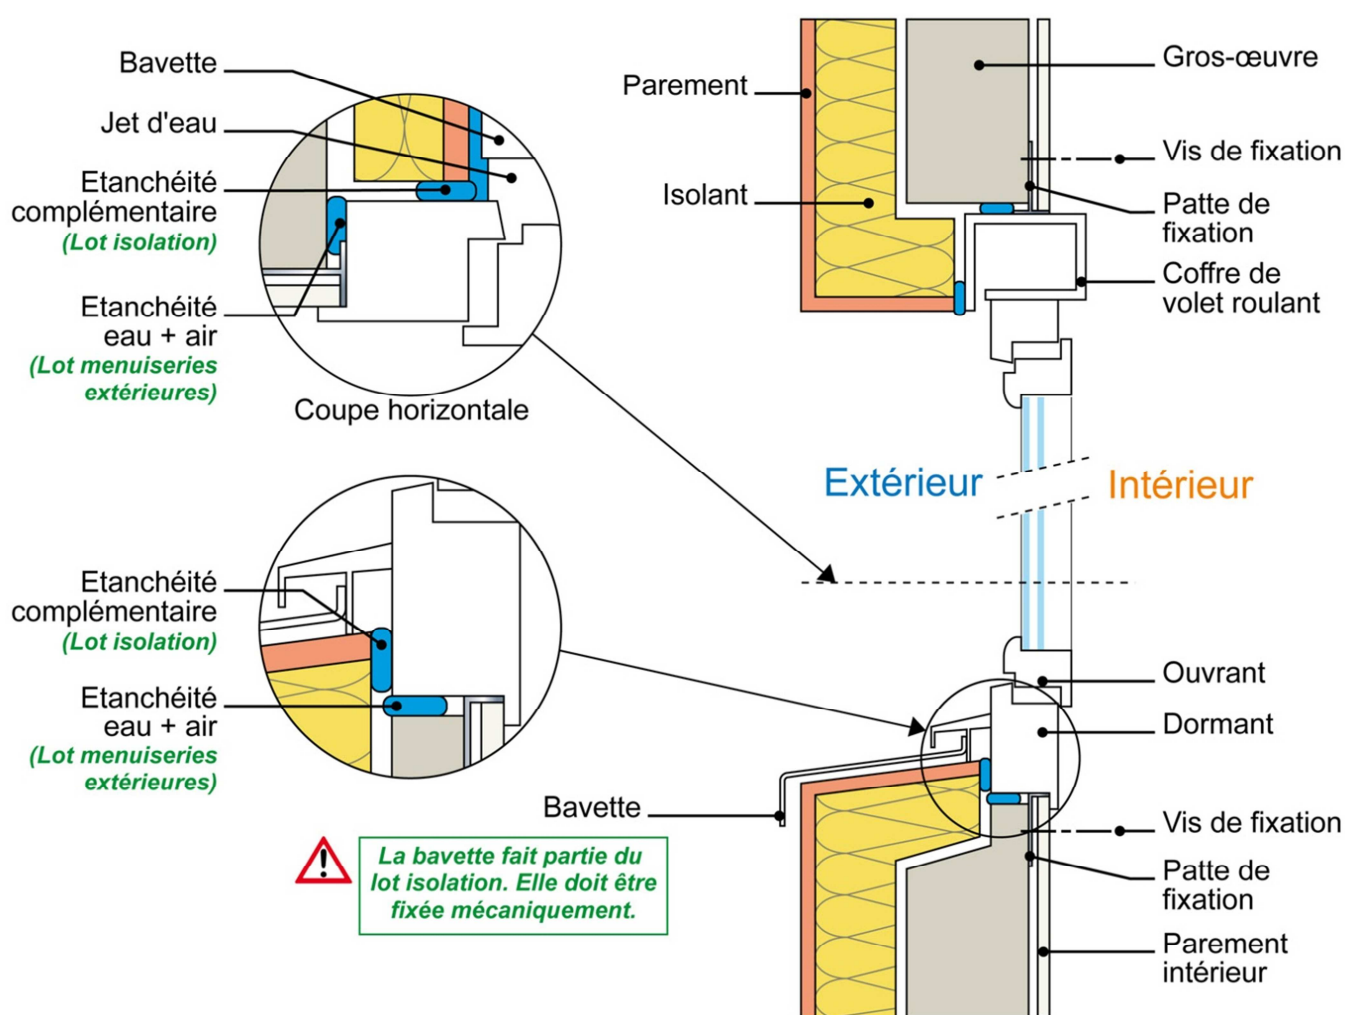 Bavette
Jet d'eau
Etanchéité
complémentaire
(Lot isolation)
Etanchéité
eau + air
(Lot menuiseries
extérieures)
Coupe horizontale
Parement
Isolant
Gros-œuvre
Vis de fixation
Patte de
fixation
Coffre de
volet roulant
Extérieur
Intérieur
Etanchéité
complémentaire
(Lot isolation)
Etanchéité
eau + air
(Lot menuiseries
extérieures)
Bavette
La bavette fait partie du
lot isolation. Elle doit être
fixée mécaniquement.
Ouvrant
Dormant
Vis de fixation
Patte de
fixation
Parement
intérieur